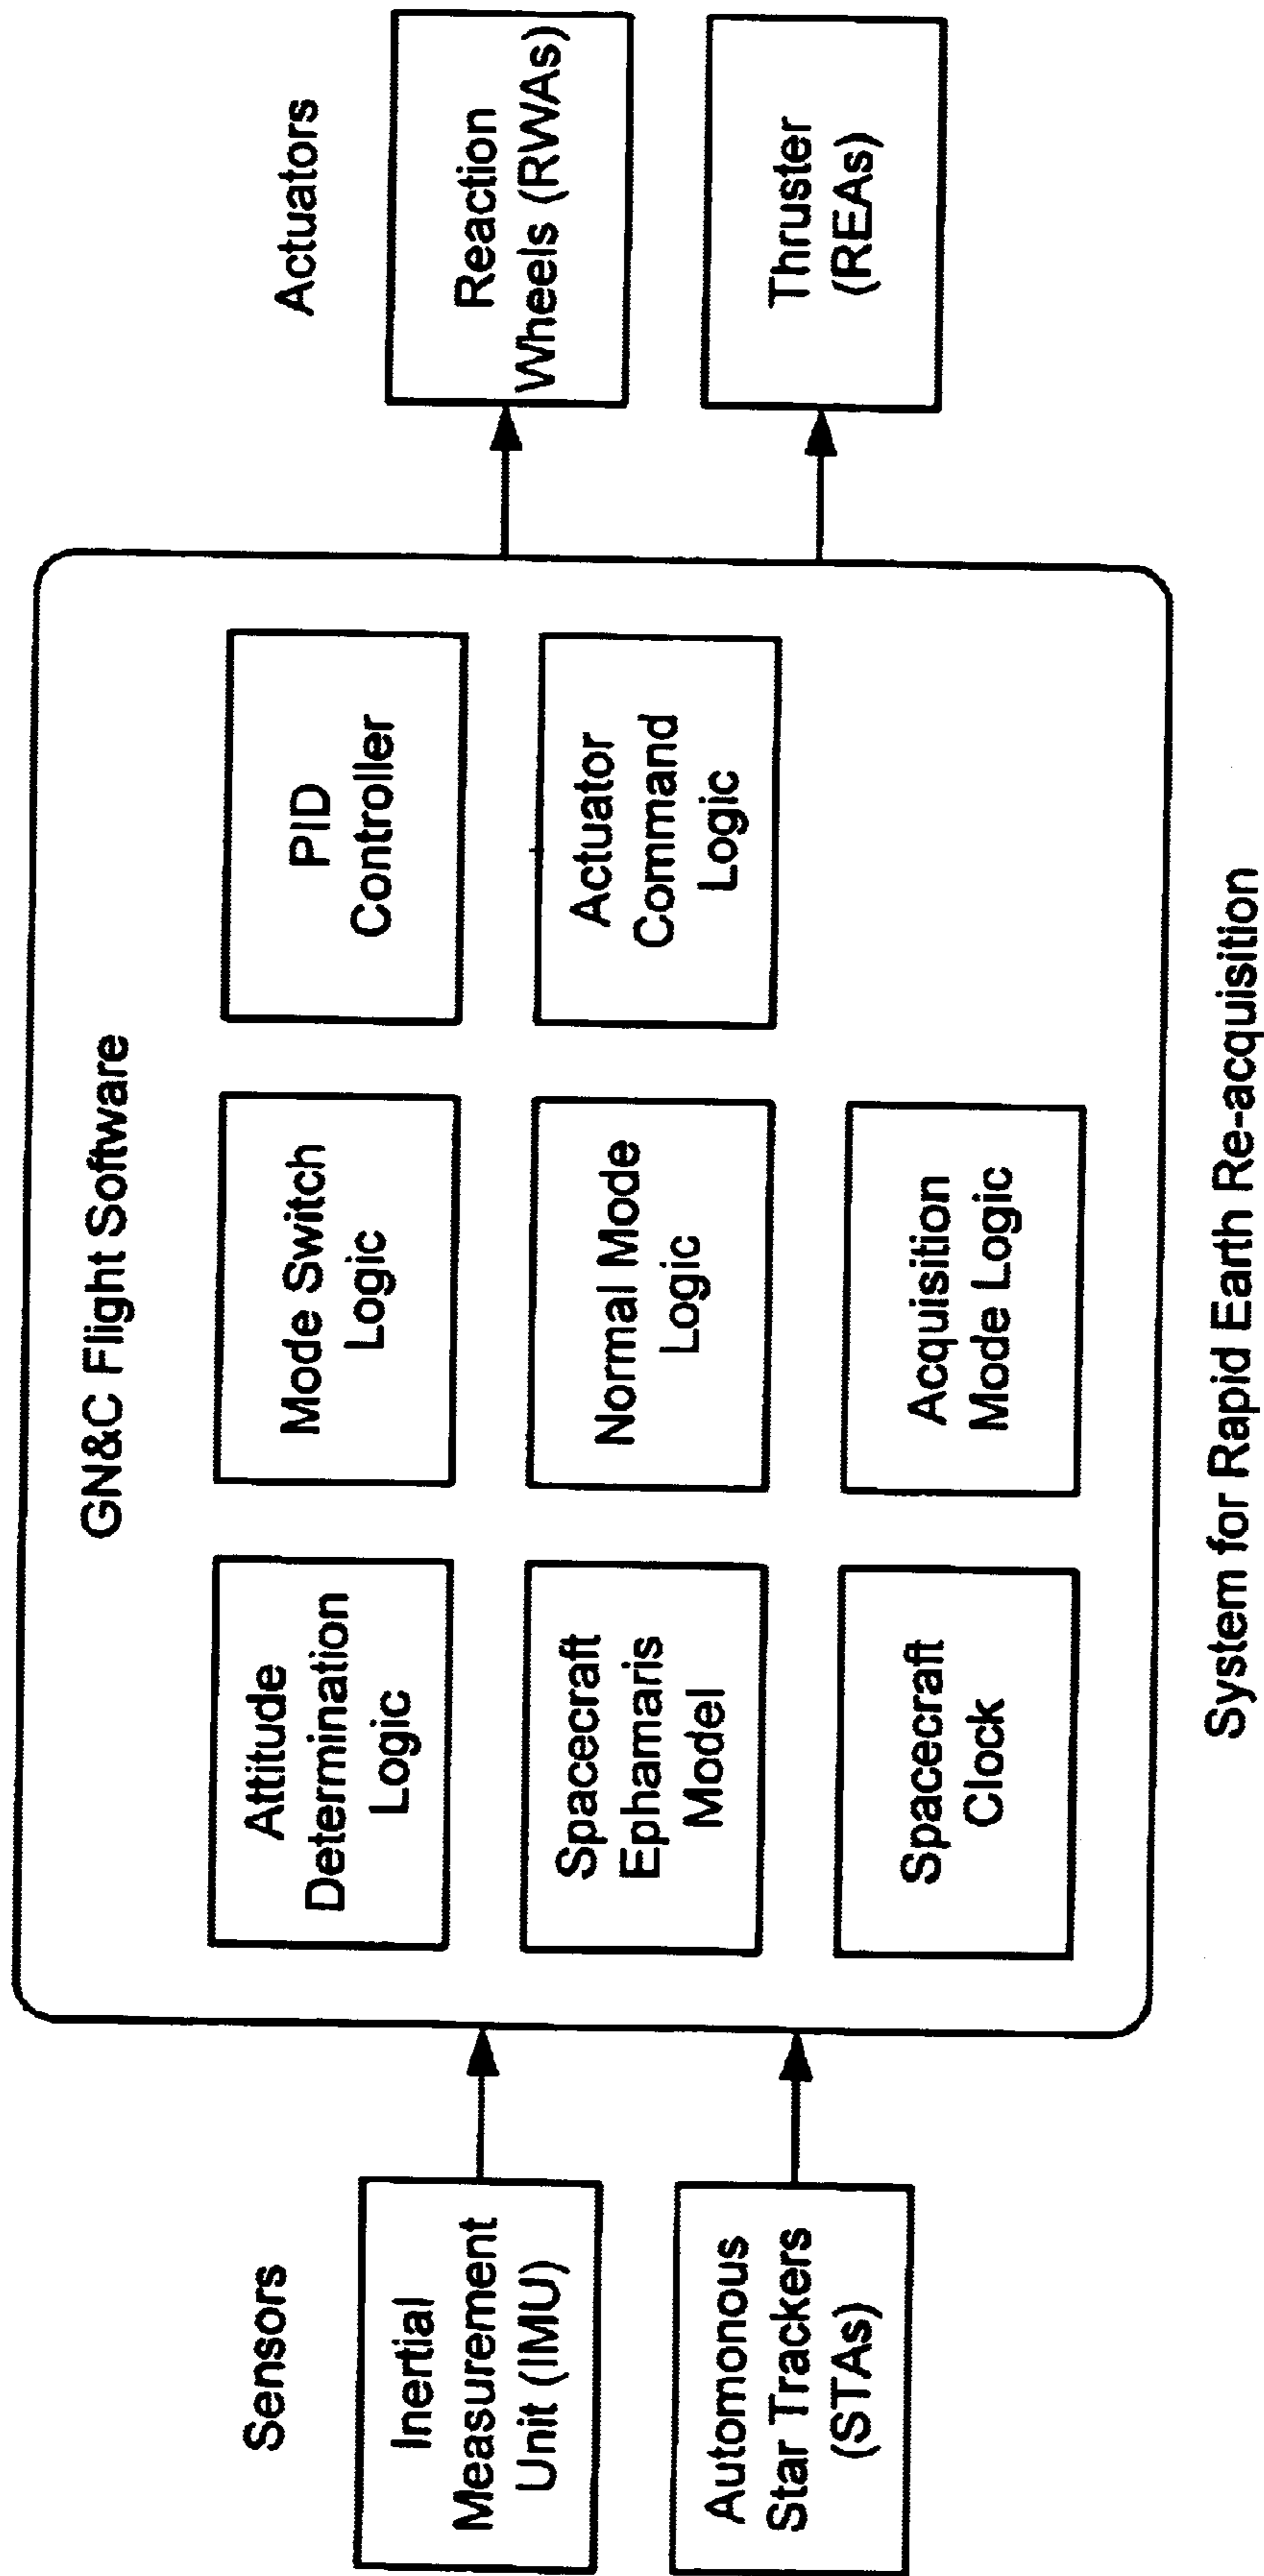 Sensors
Inertial
Measurement
Unit (IMU)
Automonous
Star Trackers
(STAs)
GN&C Flight Software
Attitude
Determination
Logic
Spacecraft
Ephamaris
Model
Spacecraft
Clock
Mode Switch
Logic
Normal Mode
Logic
Acquisition
Mode Logic
PID
Controller
Actuator
Command
Logic
Actuators
Reaction
Wheels (RWAs)
Thruster
(REAs)
System for Rapid Earth Re-acquisition